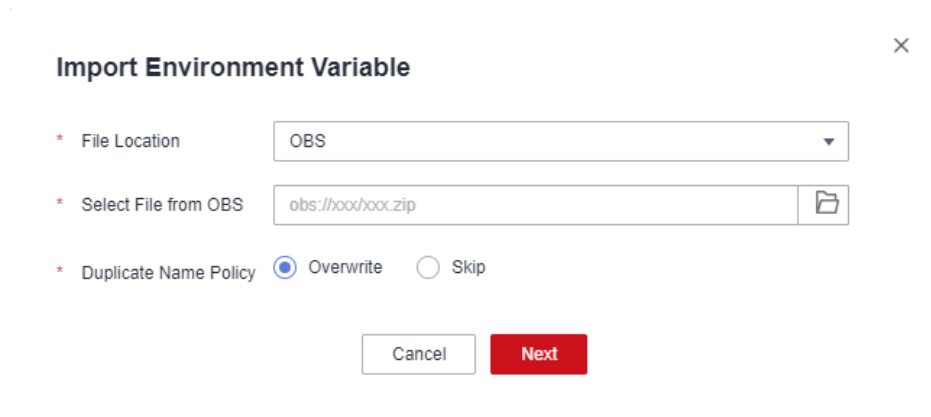 Import Environment Variable
* File Location OBS
* Select File from OBS obs://xxx/xxx.zip
* Duplicate Name Policy Overwrite Skip
Cancel Next